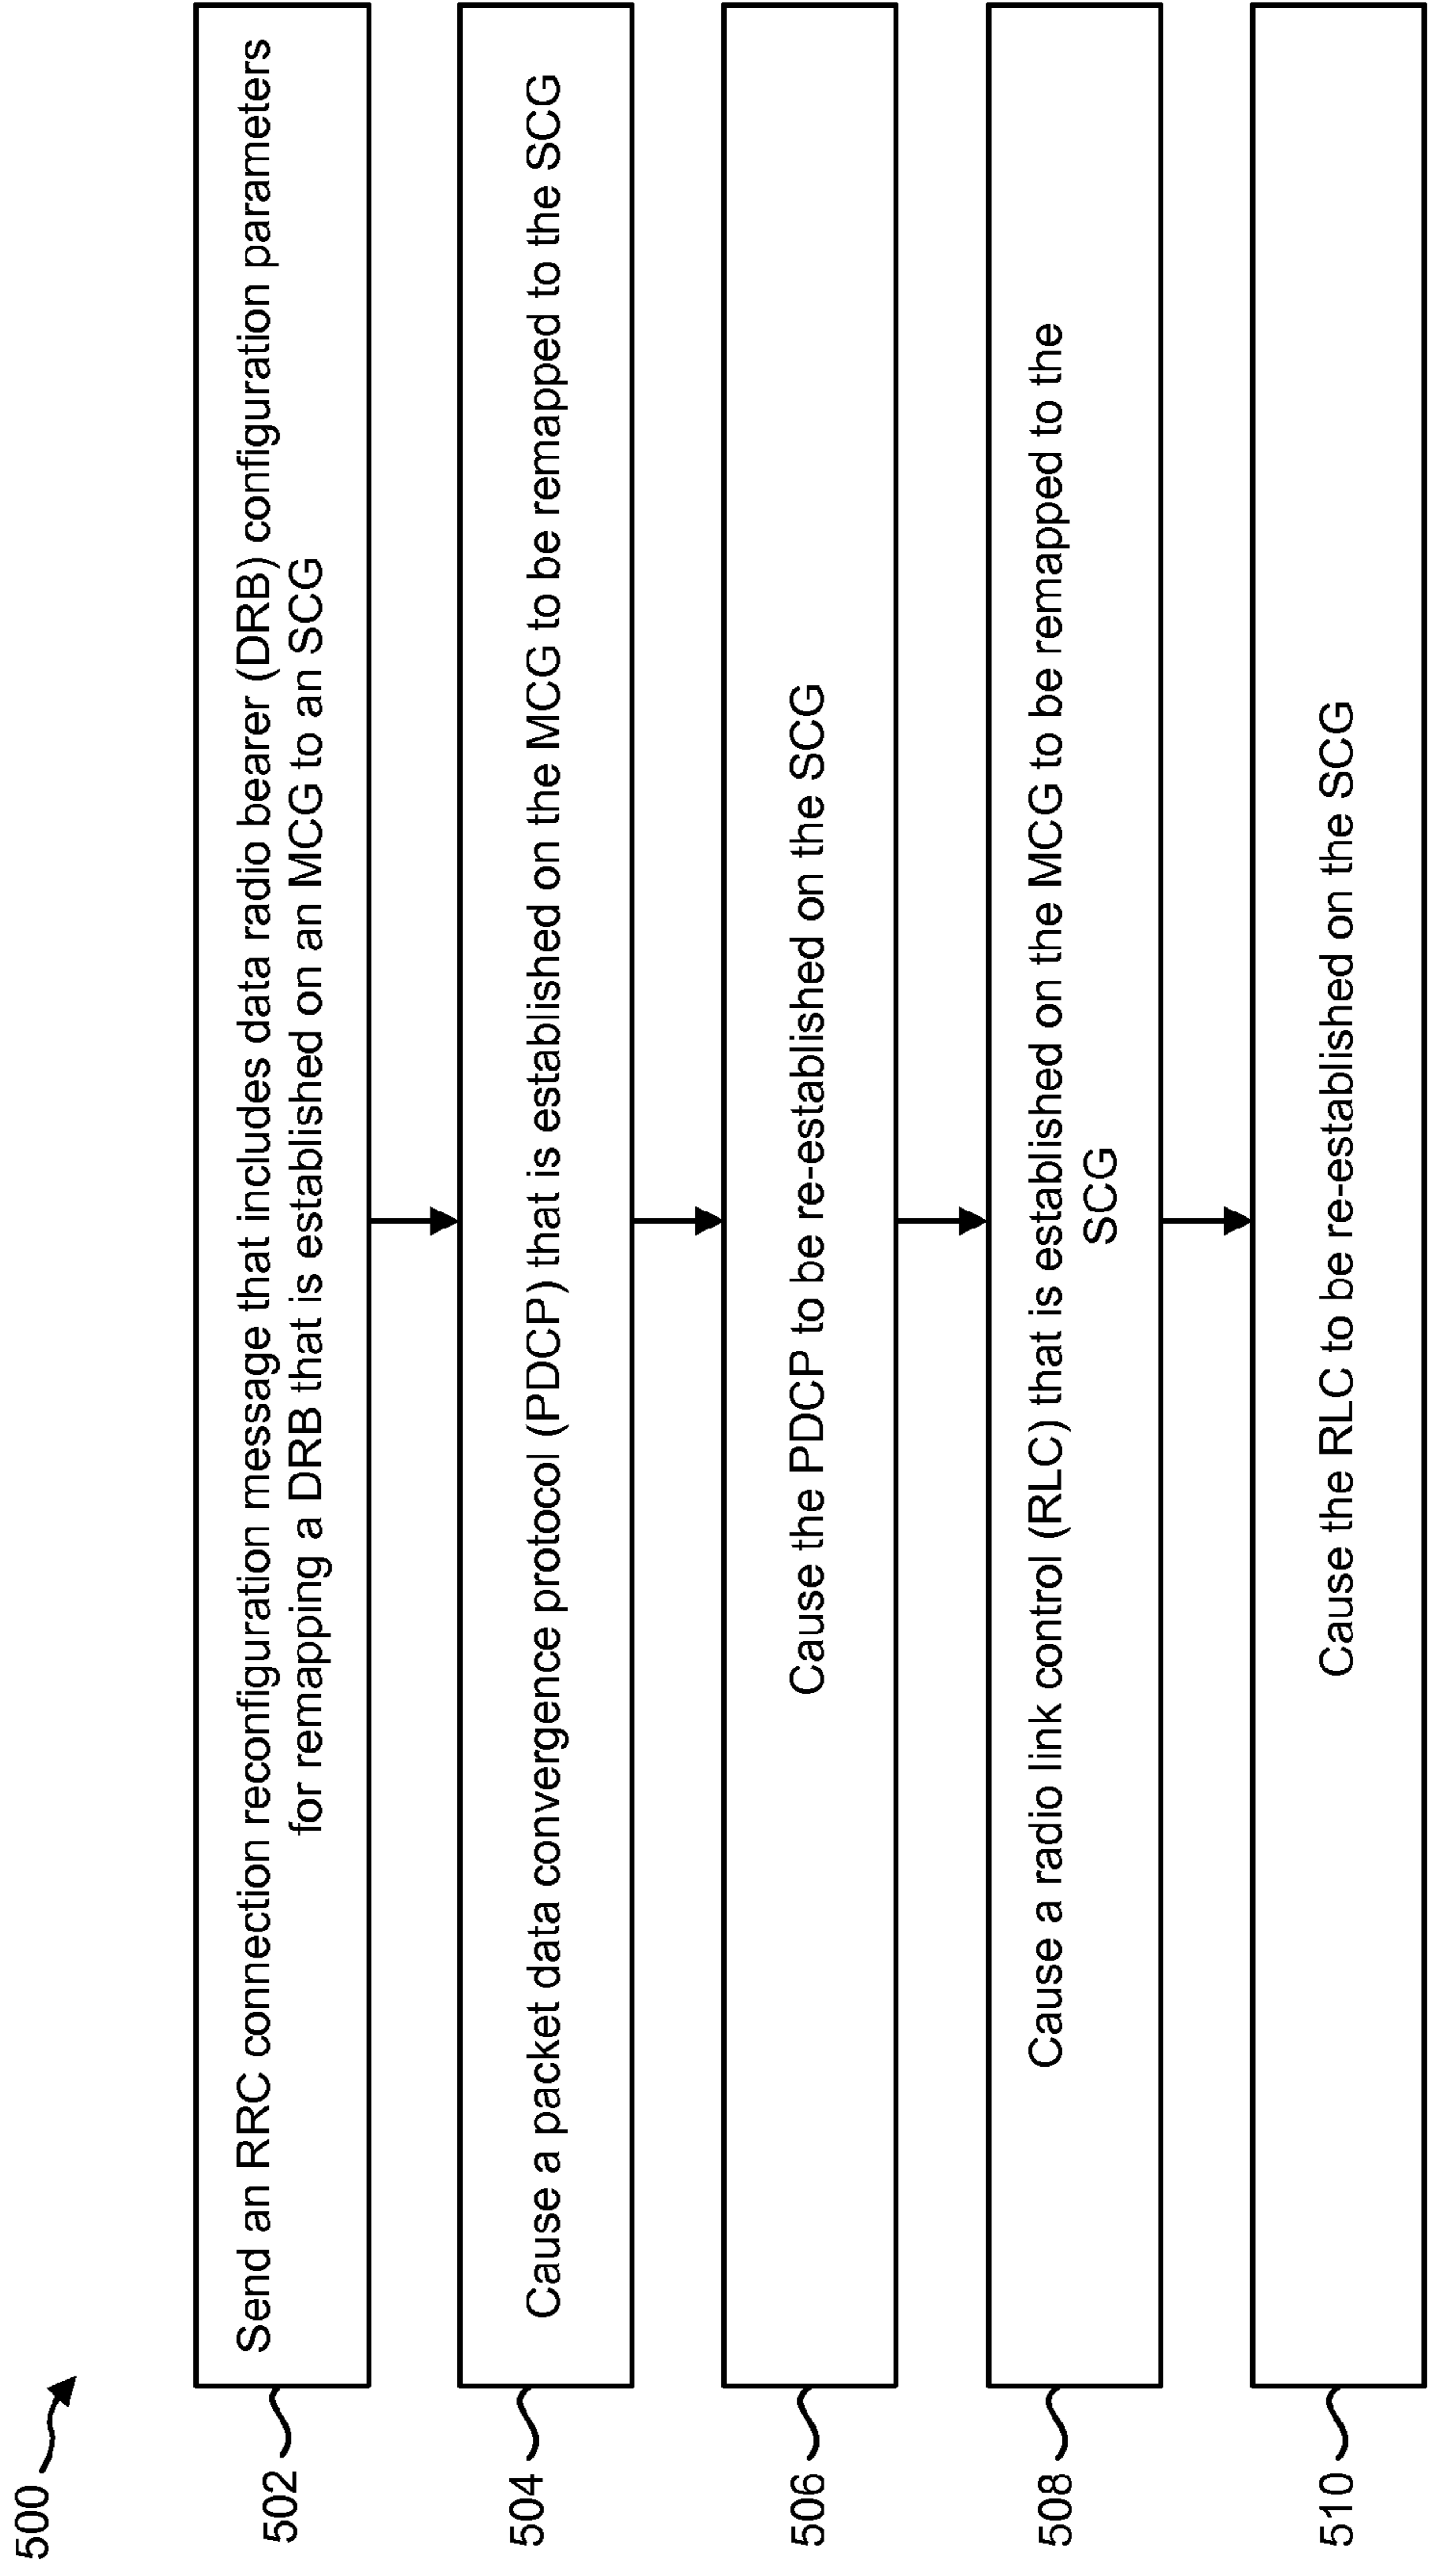 500
502
Send an RRC connection reconfiguration message that includes data radio bearer (DRB) configuration parameters
for remapping a DRB that is established on an MCG to an SCG
504
Cause a packet data convergence protocol (PDCP) that is established on the MCG to be remapped to the SCG
506
Cause the PDCP to be re-established on the SCG
508
Cause a radio link control (RLC) that is established on the MCG to be remapped to the
SCG
510
Cause the RLC to be re-established on the SCG